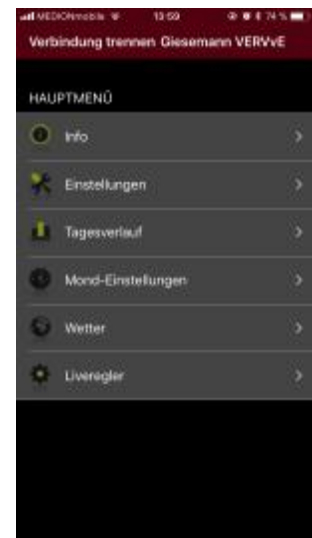 MEDIONmobile 13:59 74 %
Verbindung trennen Giesemann VERVvE
HAUPTMENÜ
Info
Einstellungen
Tagesverlauf
Mond-Einstellungen
Wetter
Liveregler